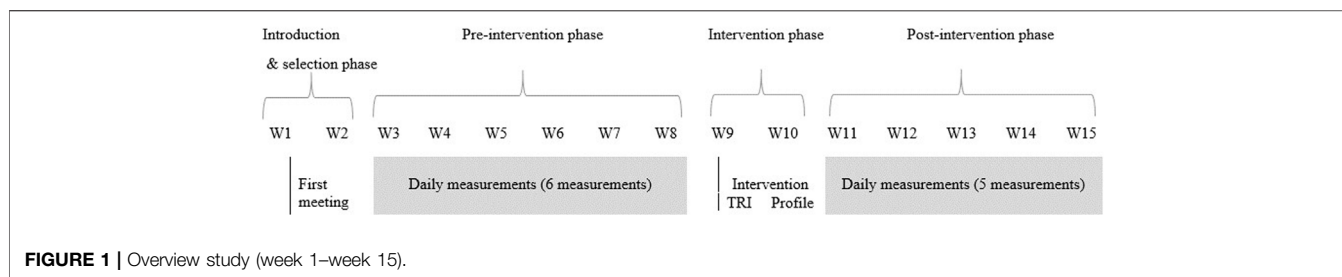 Introduction
& selection phase
Pre-intervention phase
Intervention phase
Post-intervention phase
W1 W2 W3 W4 W5 W6 W7 W8 W9 W10 W11 W12 W13 W14 W15
First
meeting
Daily measurements (6 measurements)
Intervention
TRI Profile
Daily measurements (5 measurements)
FIGURE 1 | Overview study (week 1–week 15).